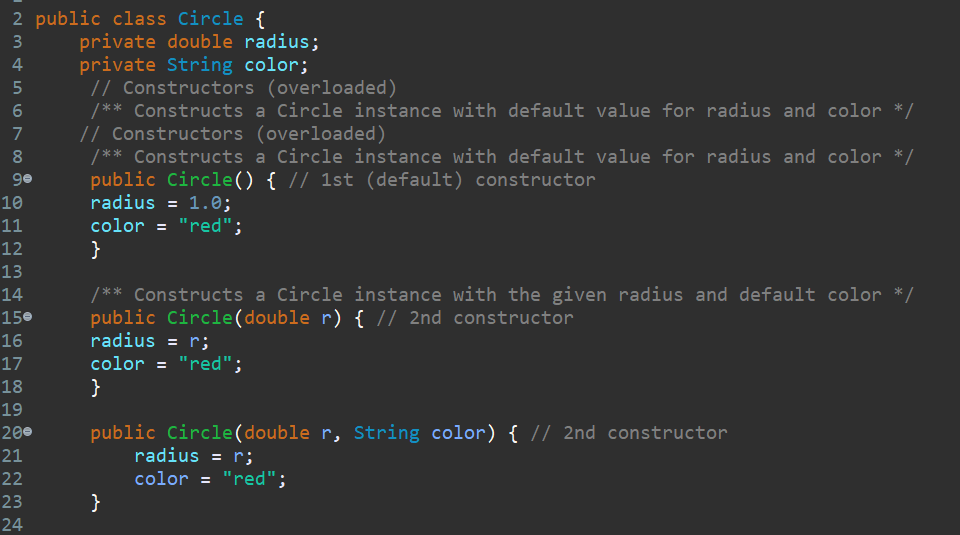 2 public class Circle {
3     private double radius;
4     private String color;
5      // Constructors (overloaded)
6      /** Constructs a Circle instance with default value for radius and color */
7     // Constructors (overloaded)
8      /** Constructs a Circle instance with default value for radius and color */
9      public Circle() { // 1st (default) constructor
10      radius = 1.0;
11      color = "red";
12      }
13
14      /** Constructs a Circle instance with the given radius and default color */
15      public Circle(double r) { // 2nd constructor
16      radius = r;
17      color = "red";
18      }
19
20      public Circle(double r, String color) { // 2nd constructor
21          radius = r;
22          color = "red";
23      }
24